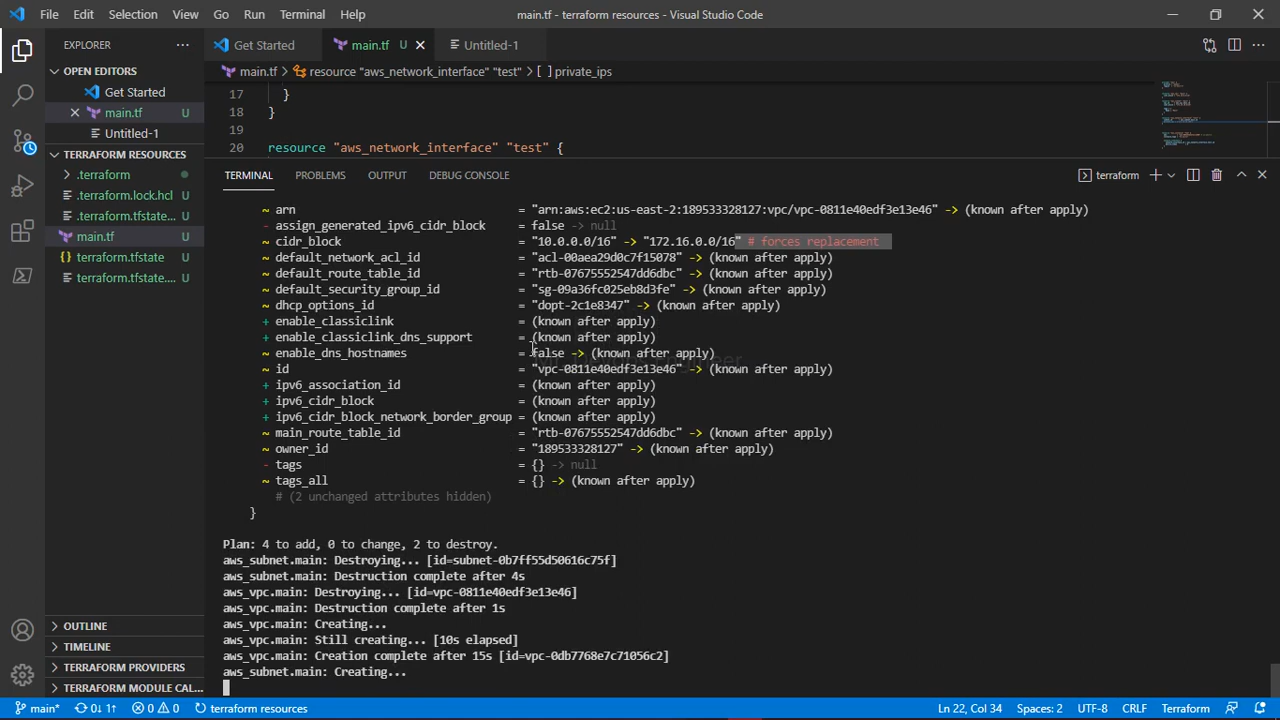 File Edit Selection View Go Run Terminal Help
main.tf - terraform resources - Visual Studio Code
EXPLORER
Get Started
main.tf U
Untitled-1
OPEN EDITORS
main.tf > resource "aws_network_interface" "test" > [ ] private_ips
Get Started
main.tf U
Untitled-1
TERRAFORM RESOURCES
.terraform
.terraform.lock.hcl U
.terraform.tfstate... U
main.tf U
terraform.tfstate U
terraform.tfstate.... U
17 }
18 }
19
20 resource "aws_network_interface" "test" {
TERMINAL PROBLEMS OUTPUT DEBUG CONSOLE
terraform
~ arn = "arn:aws:ec2:us-east-2:189533328127:vpc/vpc-0811e40edf3e13e46" -> (known after apply)
- assign_generated_ipv6_cidr_block = false -> null
~ cidr_block = "10.0.0.0/16" -> "172.16.0.0/16" # forces replacement
~ default_network_acl_id = "acl-00aea29d0c7f15078" -> (known after apply)
~ default_route_table_id = "rtb-07675552547dd6dbc" -> (known after apply)
~ default_security_group_id = "sg-09a36fc025eb8d3fe" -> (known after apply)
~ dhcp_options_id = "dopt-2c1e8347" -> (known after apply)
+ enable_classiclink = (known after apply)
+ enable_classiclink_dns_support = (known after apply)
~ enable_dns_hostnames = false -> (known after apply)
~ id = "vpc-0811e40edf3e13e46" -> (known after apply)
+ ipv6_association_id = (known after apply)
+ ipv6_cidr_block = (known after apply)
+ ipv6_cidr_block_network_border_group = (known after apply)
~ main_route_table_id = "rtb-07675552547dd6dbc" -> (known after apply)
~ owner_id = "189533328127" -> (known after apply)
- tags = {} -> null
~ tags_all = {} -> (known after apply)
# (2 unchanged attributes hidden)
}
Plan: 4 to add, 0 to change, 2 to destroy.
aws_subnet.main: Destroying... [id=subnet-0b7ff55d50616c75f]
aws_subnet.main: Destruction complete after 4s
aws_vpc.main: Destroying... [id=vpc-0811e40edf3e13e46]
aws_vpc.main: Destruction complete after 1s
aws_vpc.main: Creating...
aws_vpc.main: Still creating... [10s elapsed]
aws_vpc.main: Creation complete after 15s [id=vpc-0db7768e7c71056c2]
aws_subnet.main: Creating...
OUTLINE
TIMELINE
TERRAFORM PROVIDERS
TERRAFORM MODULE CAL...
main* 0↓ 1↑ 0 0 terraform resources
Ln 22, Col 34 Spaces: 2 UTF-8 CRLF Terraform